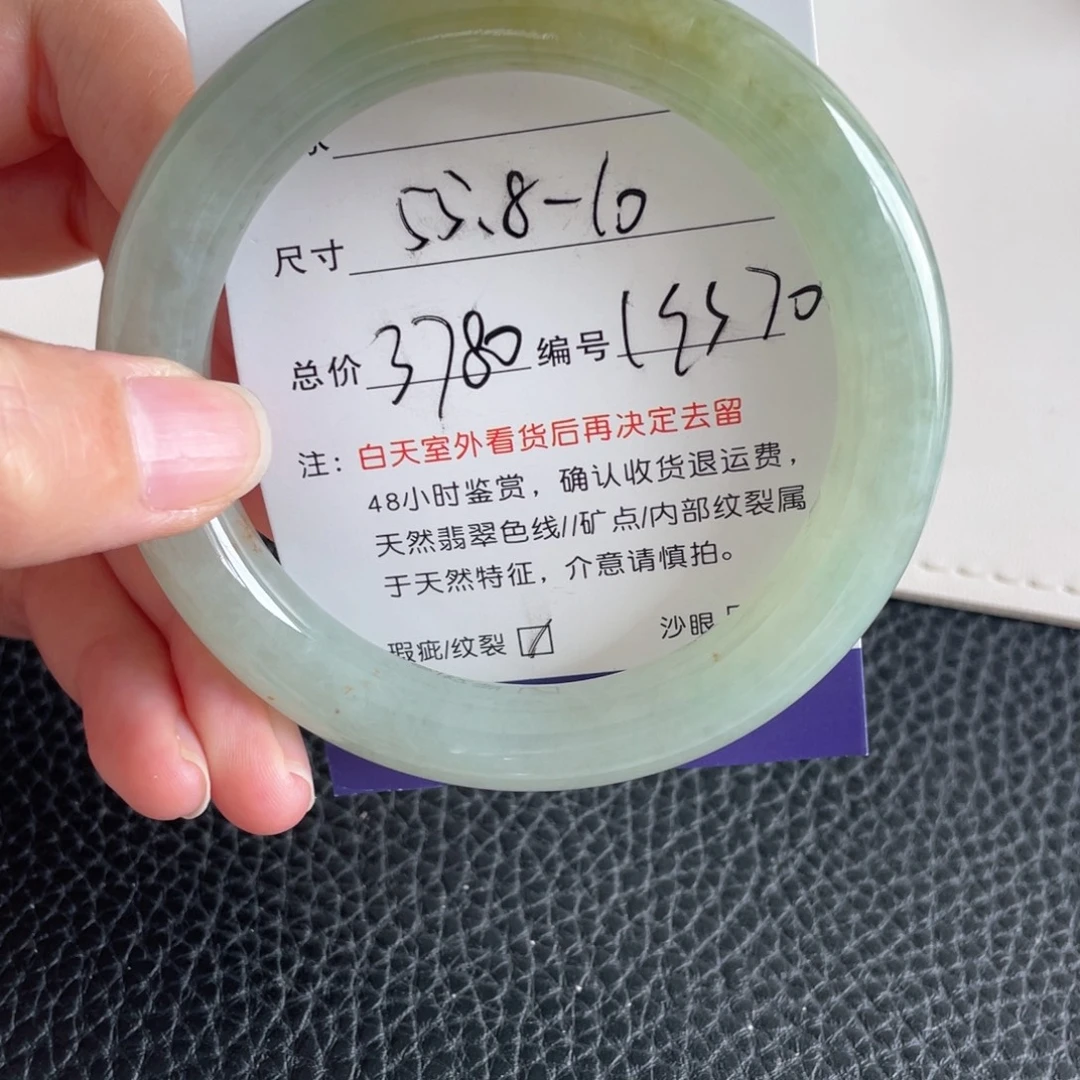 尺寸 55.8-10
总价 3780 编号
注：白天室外看货后再决定去留
48小时鉴赏，确认收货退运费，
天然翡翠色线//矿点/内部纹裂属
于天然特征，介意请慎拍。
瑕疵/纹裂 ☑ 沙眼